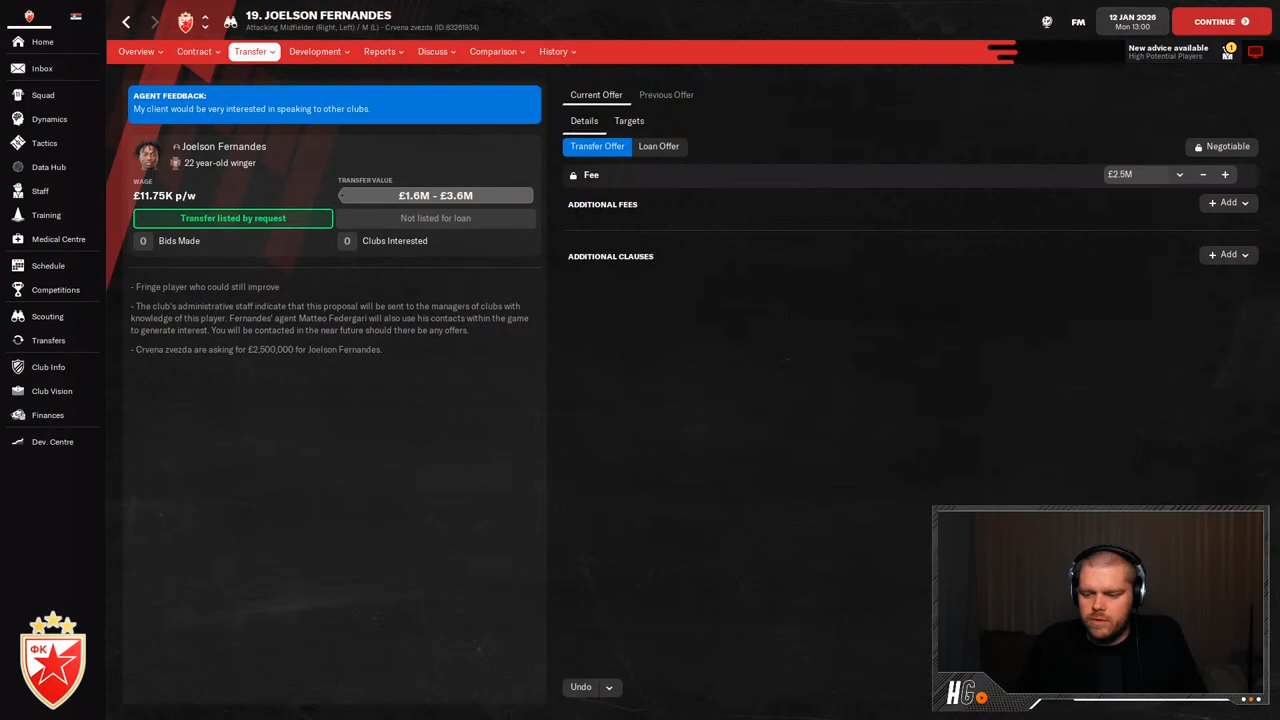 19. JOELSON FERNANDES
Attacking Midfielder (Right, Left) / M (L) - Crvena zvezda (ID:83261934)
FM
12 JAN 2026
Mon 13:00
CONTINUE
Home
Inbox
Squad
Dynamics
Tactics
Data Hub
Staff
Training
Medical Centre
Schedule
Competitions
Scouting
Transfers
Club Info
Club Vision
Finances
Dev. Centre
ФК
Overview
Contract
Transfer
Development
Reports
Discuss
Comparison
History
New advice available
High Potential Players
1
AGENT FEEDBACK:
My client would be very interested in speaking to other clubs.
Joelson Fernandes
22 year-old winger
WAGE
£11.75K p/w
TRANSFER VALUE
£1.6M - £3.6M
Transfer listed by request
Not listed for loan
0 Bids Made
0 Clubs Interested
- Fringe player who could still improve
- The club's administrative staff indicate that this proposal will be sent to the managers of clubs with
knowledge of this player. Fernandes' agent Matteo Federgari will also use his contacts within the game
to generate interest. You will be contacted in the near future should there be any offers.
- Crvena zvezda are asking for £2,500,000 for Joelson Fernandes.
Current Offer
Previous Offer
Details
Targets
Transfer Offer
Loan Offer
Negotiable
Fee
£2.5M
ADDITIONAL FEES
Add
ADDITIONAL CLAUSES
Add
Undo
HG